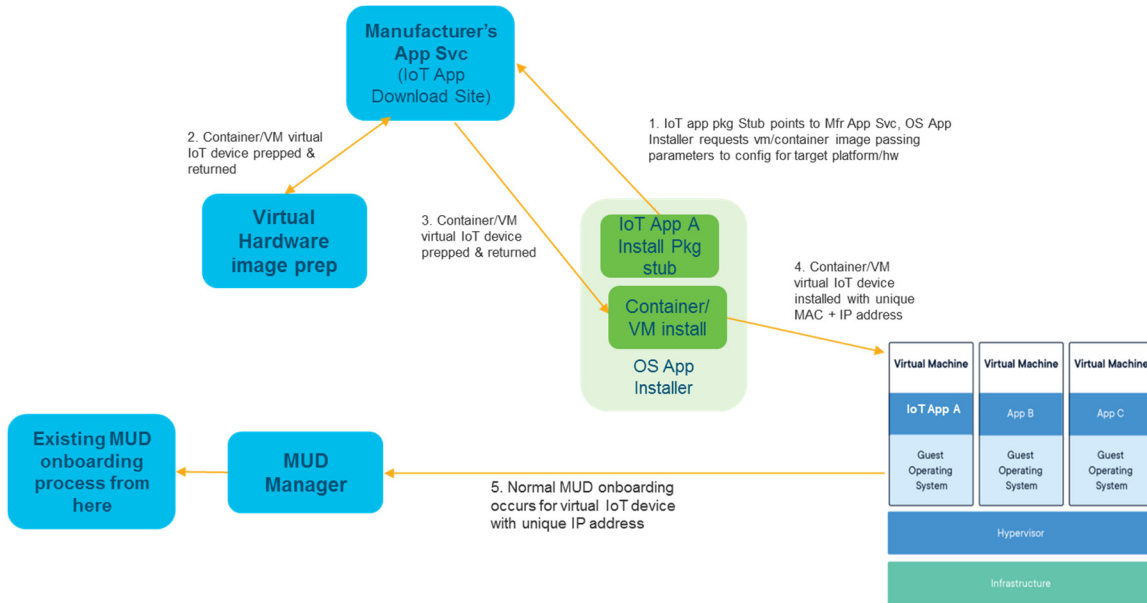 Manufacturer's
App Svc
(IoT App
Download Site)
1. IoT app pkg Stub points to Mfr App Svc, OS App
Installer requests vm/container image passing
parameters to config for target platform/hw
2. Container/VM virtual
IoT device prepped &
returned
Virtual
Hardware
image prep
3. Container/VM
virtual IoT device
prepped & returned
IoT App A
Install Pkg
stub
Container/
VM install
OS App
Installer
4. Container/VM
virtual IoT device
installed with unique
MAC + IP address
Virtual Machine
IoT App A
Guest
Operating
System
Virtual Machine
App B
Guest
Operating
System
Virtual Machine
App C
Guest
Operating
System
Hypervisor
Infrastructure
5. Normal MUD onboarding
occurs for virtual IoT device
with unique IP address
MUD
Manager
Existing MUD
onboarding
process from
here